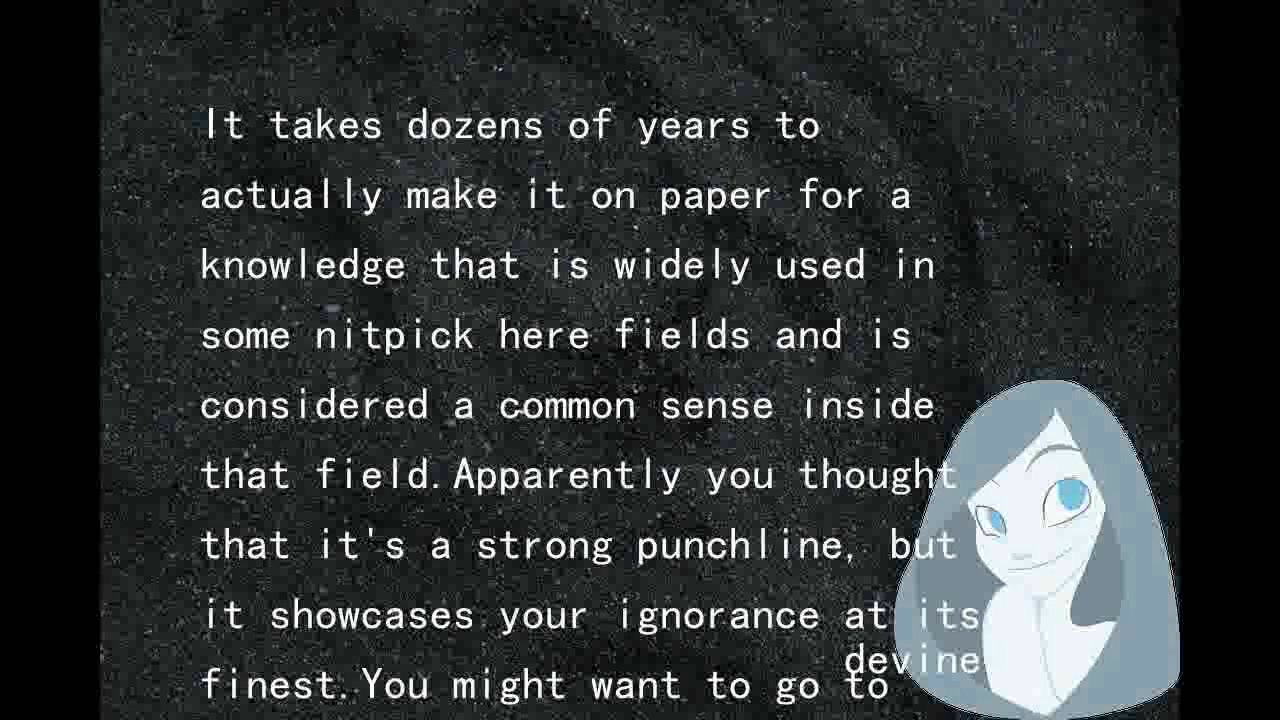 It takes dozens of years to
actually make it on paper for a
knowledge that is widely used in
some nitpick here fields and is
considered a common sense inside
that field.Apparently you thought
that it's a strong punchline, but
it showcases your ignorance at its
devine
finest.You might want to go to